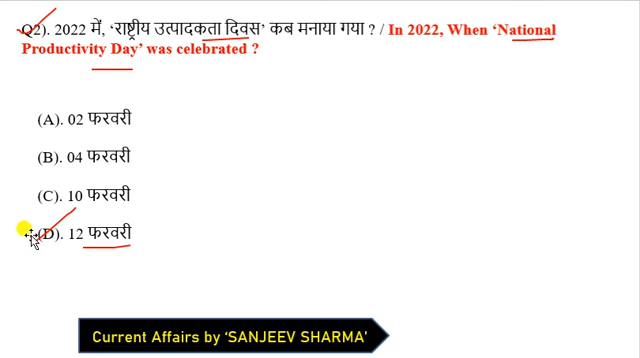 Q2). 2022 में, ‘राष्ट्रीय उत्पादकता दिवस’ कब मनाया गया ? / In 2022, When ‘National
Productivity Day’ was celebrated ?
(A). 02 फरवरी
(B). 04 फरवरी
(C). 10 फरवरी
(D). 12 फरवरी
Current Affairs by ‘SANJEEV SHARMA’